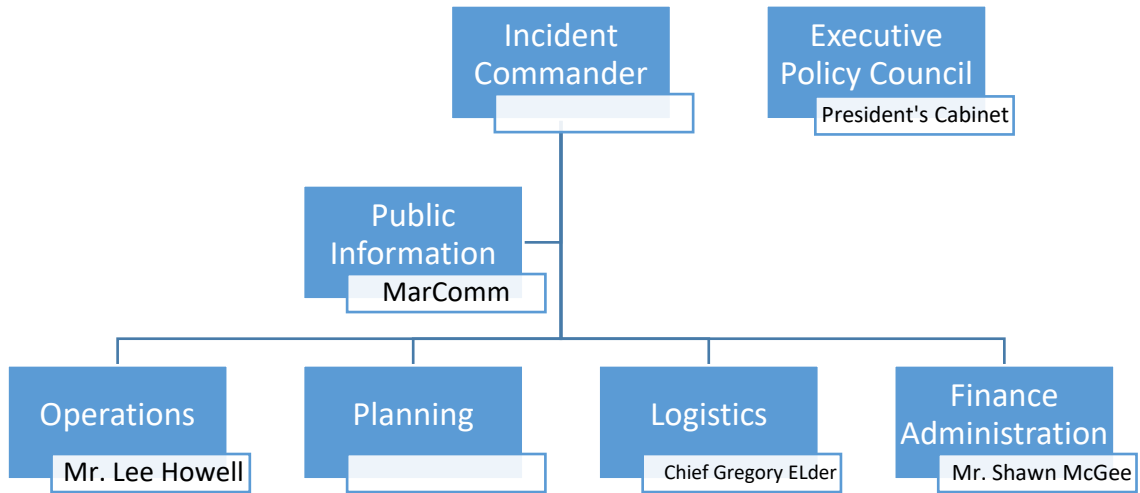 Incident
Commander
Executive
Policy Council
President's Cabinet
Public
Information
MarComm
Operations
Mr. Lee Howell
Planning
Logistics
Chief Gregory ELder
Finance
Administration
Mr. Shawn McGee